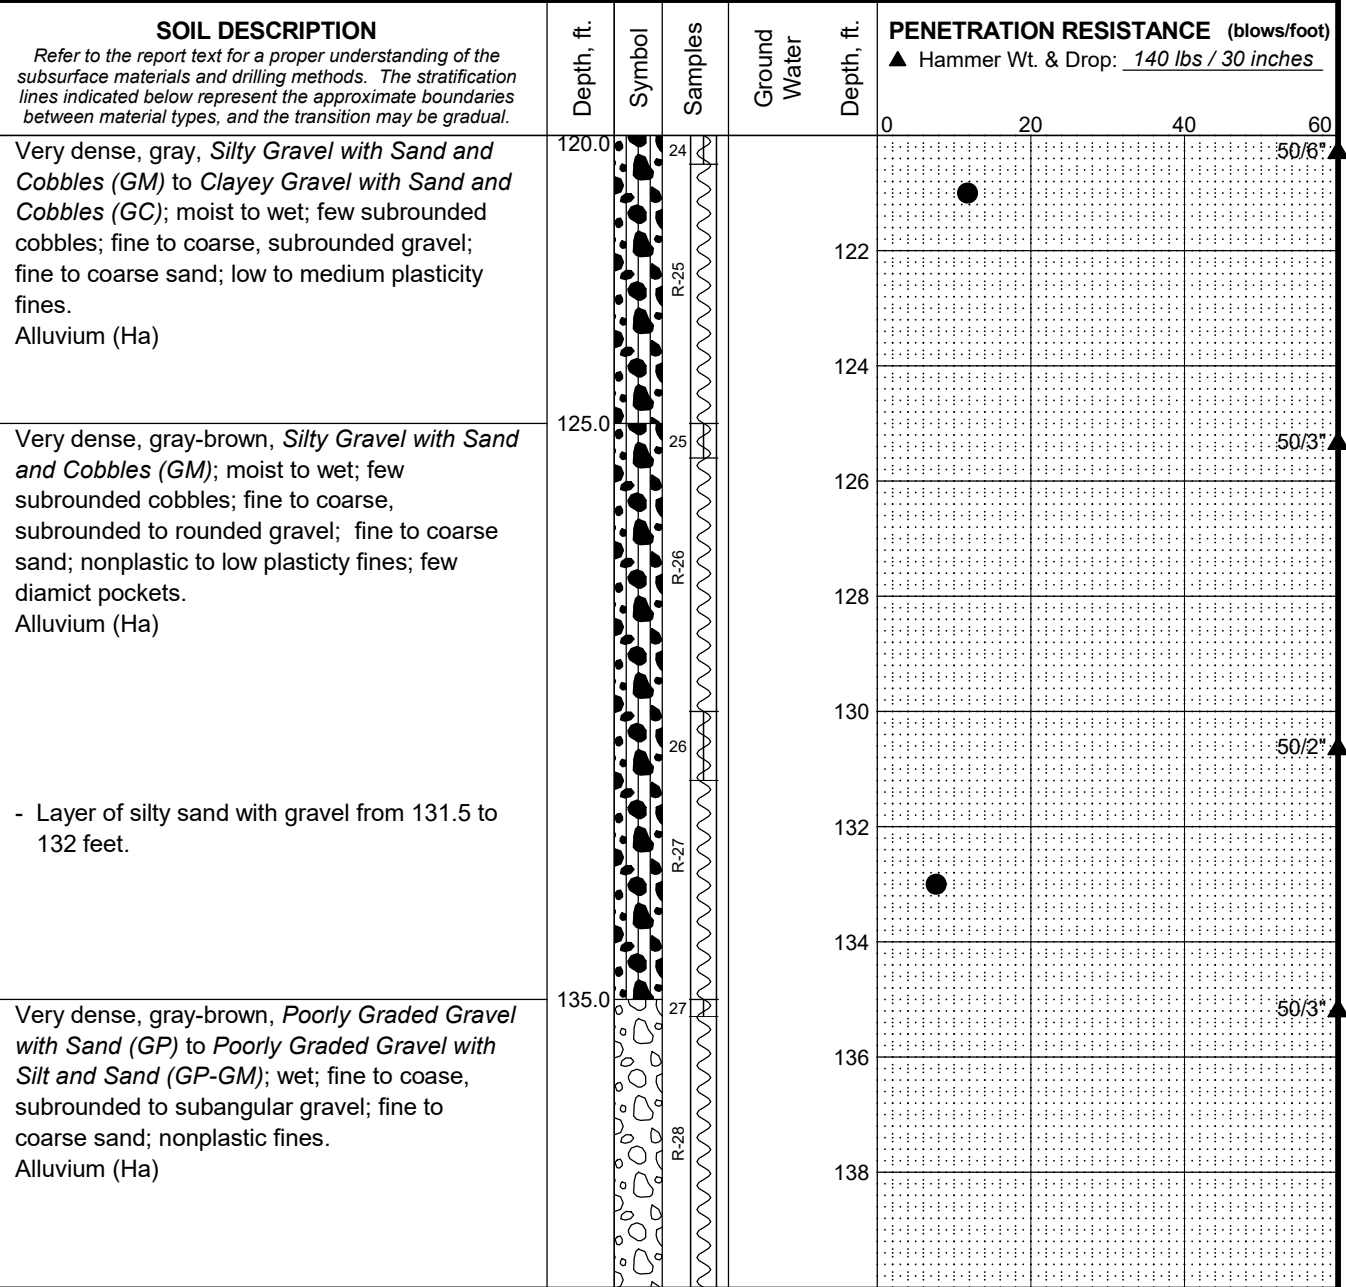 SOIL DESCRIPTION
Refer to the report text for a proper understanding of the
subsurface materials and drilling methods. The stratification
lines indicated below represent the approximate boundaries
between material types, and the transition may be gradual.
Depth, ft.
Symbol
Samples
Ground
Water
Depth, ft.
PENETRATION RESISTANCE (blows/foot)
▲ Hammer Wt. & Drop: 140 lbs / 30 inches
0 20 40 60
Very dense, gray, Silty Gravel with Sand and
Cobbles (GM) to Clayey Gravel with Sand and
Cobbles (GC); moist to wet; few subrounded
cobbles; fine to coarse, subrounded gravel;
fine to coarse sand; low to medium plasticity
fines.
Alluvium (Ha)
120.0
24
50/6"
R-25
122
124
Very dense, gray-brown, Silty Gravel with Sand
and Cobbles (GM); moist to wet; few
subrounded cobbles; fine to coarse,
subrounded to rounded gravel; fine to coarse
sand; nonplastic to low plasticty fines; few
diamict pockets.
Alluvium (Ha)
125.0
25
50/3"
126
R-26
128
130
26
50/2"
- Layer of silty sand with gravel from 131.5 to
132 feet.
132
R-27
134
Very dense, gray-brown, Poorly Graded Gravel
with Sand (GP) to Poorly Graded Gravel with
Silt and Sand (GP-GM); wet; fine to coase,
subrounded to subangular gravel; fine to
coarse sand; nonplastic fines.
Alluvium (Ha)
135.0
27
50/3"
136
R-28
138